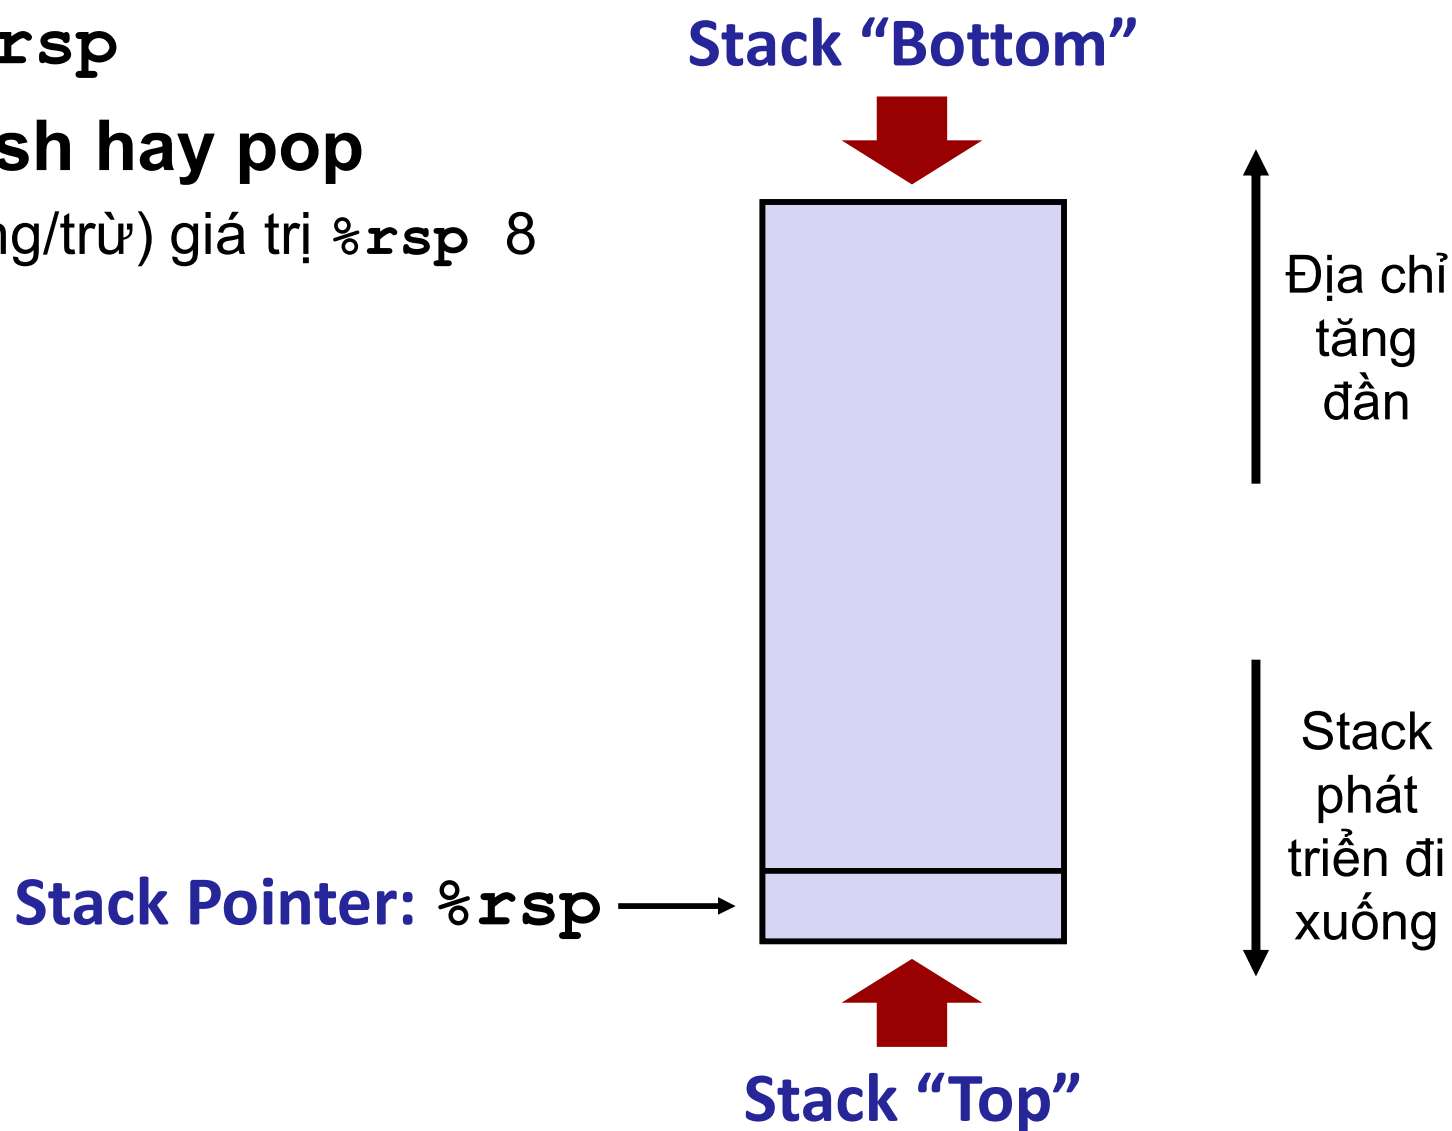 rsp
sh hay pop
ng/trừ) giá trị %rsp 8
Stack “Bottom”
Địa chỉ
tăng
đần
Stack
phát
triển đi
xuống
Stack Pointer: %rsp
Stack “Top”